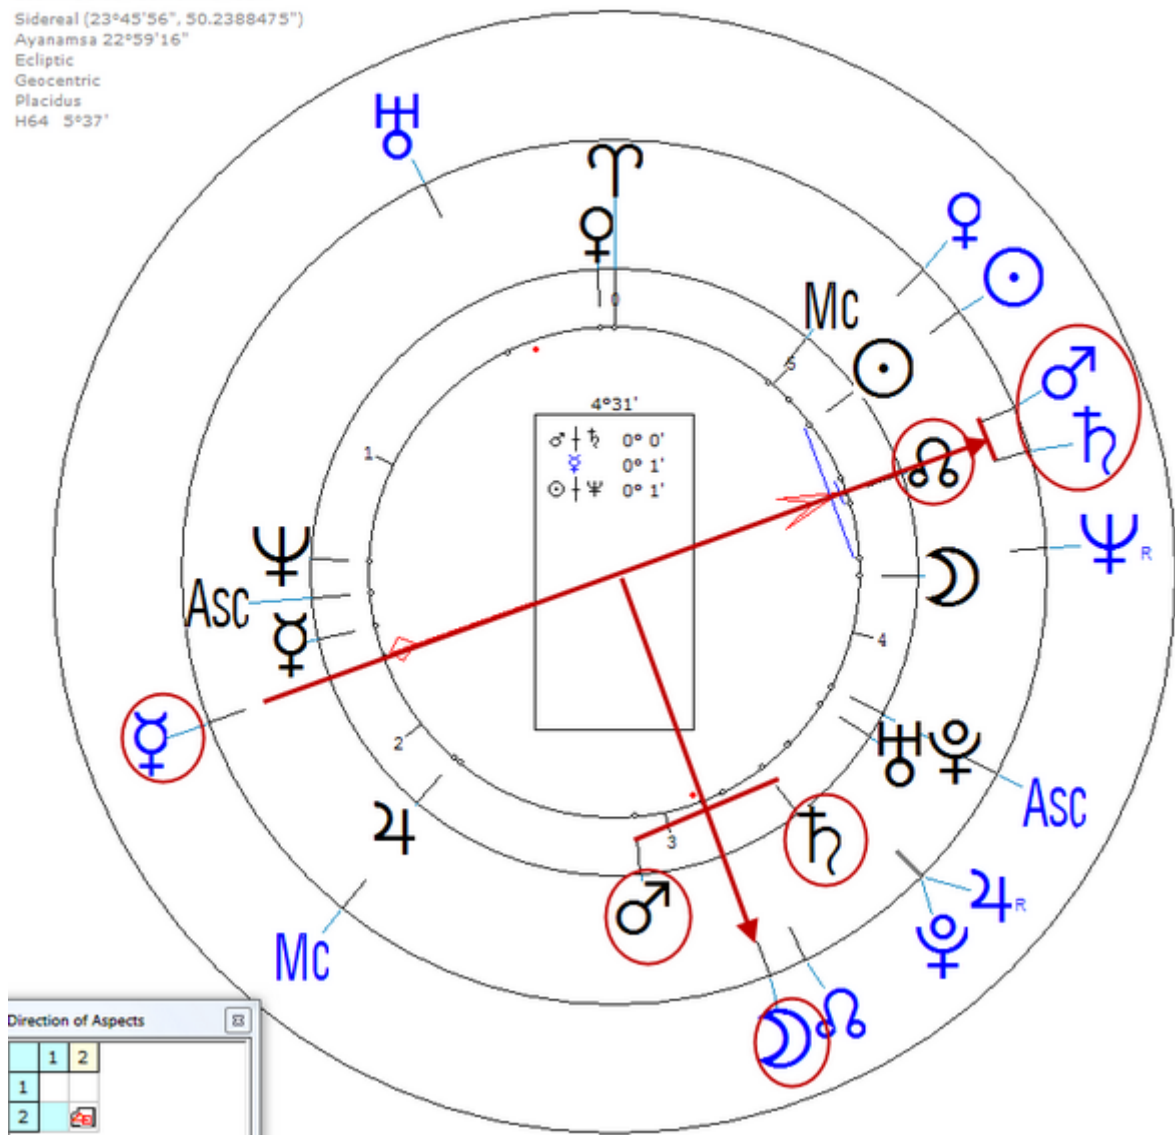 Sidereal (23°45'56", 50.2388475")
Ayanamsa 22°59'16"
Ecliptic
Geocentric
Placidus
H64 5°37'
♅
♈
♀
0
♀
☉
Mc
5
☉
♂
♄
☊
4°31'
♂ ┼ ♄ 0° 0'
☿ 0° 1'
☉ ┼ ♆ 0° 1'
1
♆
☽
♆ R
Asc
☿
4
☿
2
♅ ♇
Asc
♃
3
♄
♂
♃ R
♇
Mc
☽ ☊
Direction of Aspects
1 2
1
2